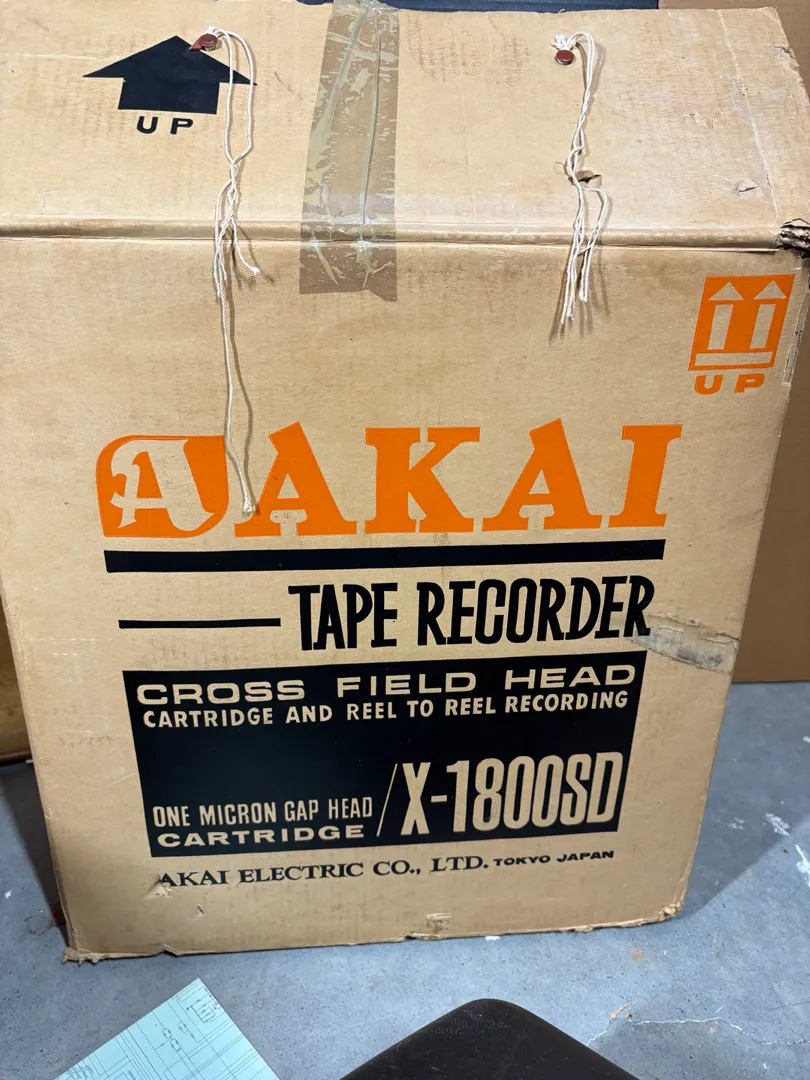 UP
UP
A AKAI
TAPE RECORDER
CROSS FIELD HEAD
CARTRIDGE AND REEL TO REEL RECORDING
ONE MICRON GAP HEAD
CARTRIDGE / X-1800SD
AKAI ELECTRIC CO., LTD. TOKYO JAPAN